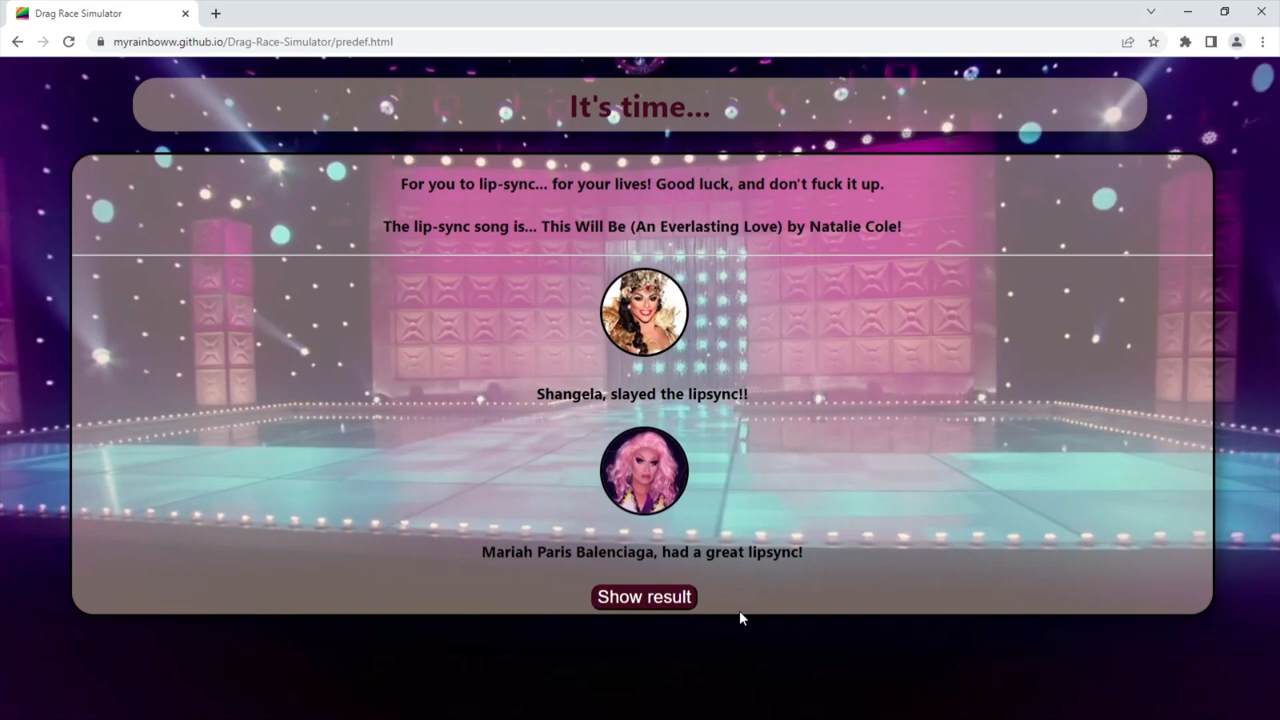 Drag Race Simulator
myrainboww.github.io/Drag-Race-Simulator/predef.html
It's time...
For you to lip-sync... for your lives! Good luck, and don't fuck it up.
The lip-sync song is... This Will Be (An Everlasting Love) by Natalie Cole!
Shangela, slayed the lipsync!!
Mariah Paris Balenciaga, had a great lipsync!
Show result